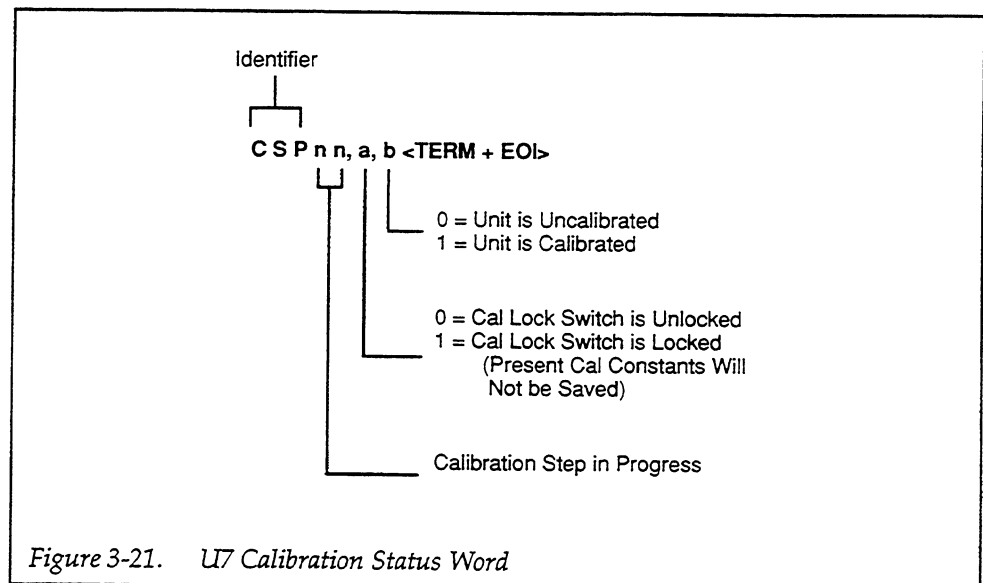 Identifier
C S P n n, a, b <TERM + EOI>
0 = Unit is Uncalibrated
1 = Unit is Calibrated
0 = Cal Lock Switch is Unlocked
1 = Cal Lock Switch is Locked
(Present Cal Constants Will
Not be Saved)
Calibration Step in Progress
Figure 3-21. U7 Calibration Status Word